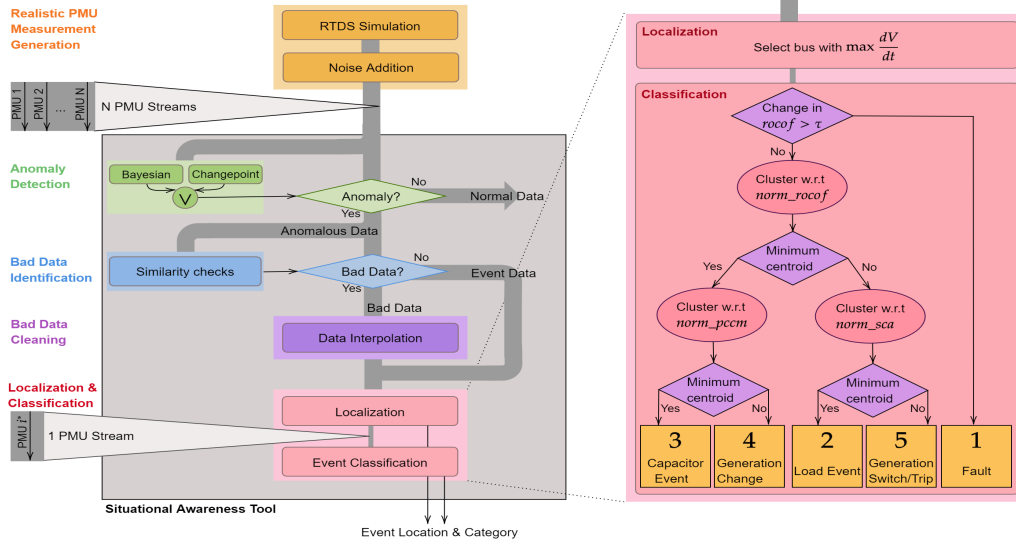 Realistic PMU
Measurement
Generation
RTDS Simulation
Noise Addition
PMU 1
PMU 2
...
PMU N
N PMU Streams
Anomaly
Detection
Bayesian
Changepoint
V
Anomaly?
No
Normal Data
Yes
Anomalous Data
Bad Data
Identification
Similarity checks
Bad Data?
No
Event Data
Yes
Bad Data
Bad Data
Cleaning
Data Interpolation
Localization &
Classification
PMU i*
1 PMU Stream
Localization
Event Classification
Situational Awareness Tool
Event Location & Category
Localization
Select bus with max dV/dt
Classification
Change in
rocof > τ
No
Cluster w.r.t
norm_rocof
Minimum
centroid
Yes
No
Cluster w.r.t
norm_pccm
Cluster w.r.t
norm_sca
Minimum
centroid
Minimum
centroid
Yes
No
Yes
No
3
Capacitor
Event
4
Generation
Change
2
Load Event
5
Generation
Switch/Trip
1
Fault